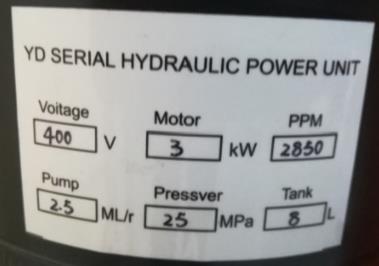 YD SERIAL HYDRAULIC POWER UNIT
Voitage Motor PPM
400 V 3 kW 2850
Pump Pressver Tank
2.5 ML/r 25 MPa 8 L